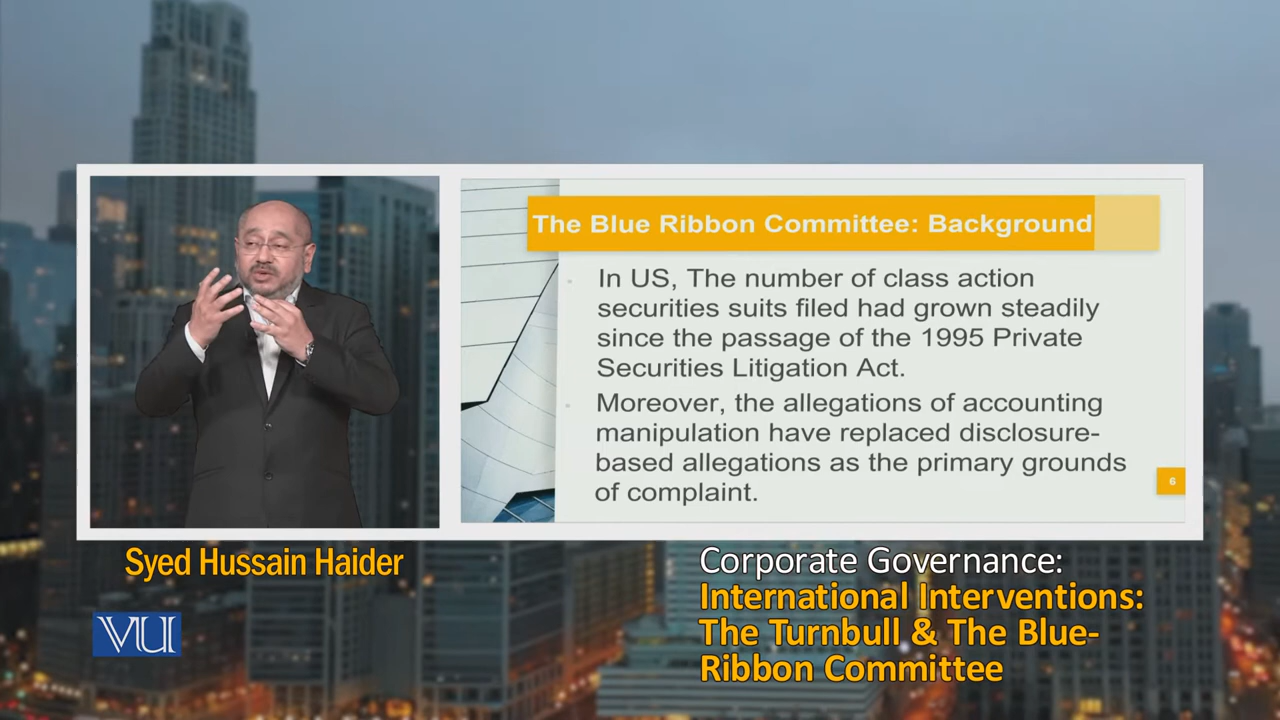 The Blue Ribbon Committee: Background
In US, The number of class action
securities suits filed had grown steadily
since the passage of the 1995 Private
Securities Litigation Act.
Moreover, the allegations of accounting
manipulation have replaced disclosure-
based allegations as the primary grounds
of complaint.
6
Syed Hussain Haider
VU
Corporate Governance:
International Interventions:
The Turnbull & The Blue-
Ribbon Committee